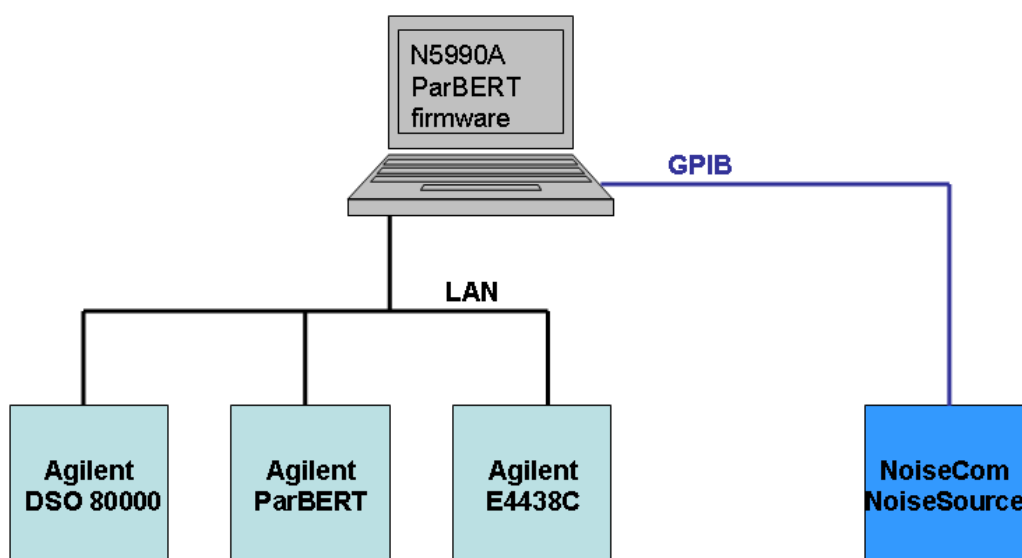 N5990A
ParBERT
firmware
GPIB
LAN
Agilent
DSO 80000
Agilent
ParBERT
Agilent
E4438C
NoiseCom
NoiseSource